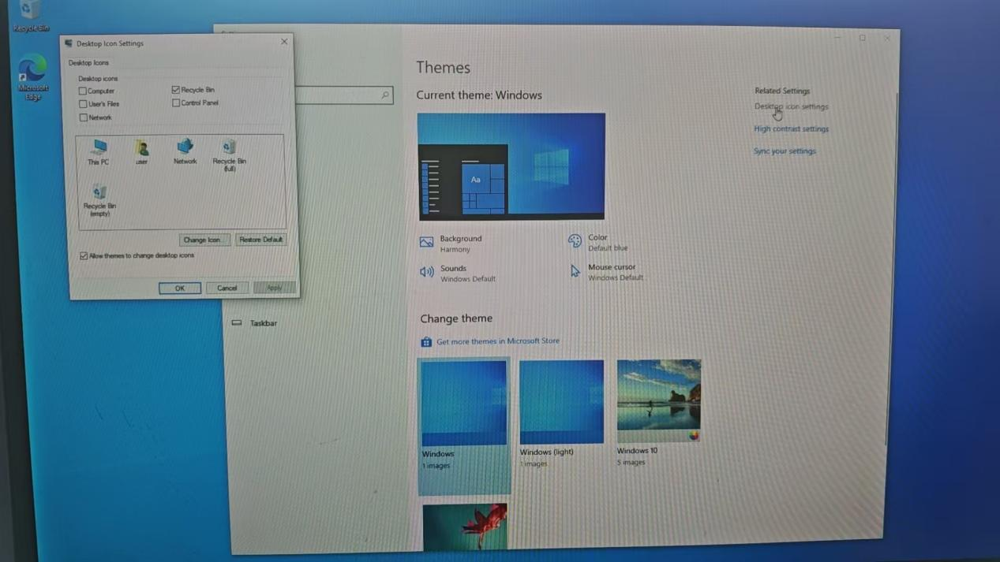 Recycle Bin
Microsoft
Edge
Desktop Icon Settings
Desktop Icons
Desktop icons
Computer
Recycle Bin
User's Files
Control Panel
Network
This PC
user
Network
Recycle Bin
(full)
Recycle Bin
(empty)
Change Icon...
Restore Default
Allow themes to change desktop icons
OK
Cancel
Apply
Taskbar
Themes
Current theme: Windows
Aa
Background
Harmony
Color
Default blue
Sounds
Windows Default
Mouse cursor
Windows Default
Change theme
Get more themes in Microsoft Store
Windows
1 images
Windows (light)
1 images
Windows 10
5 images
Related Settings
Desktop icon settings
High contrast settings
Sync your settings